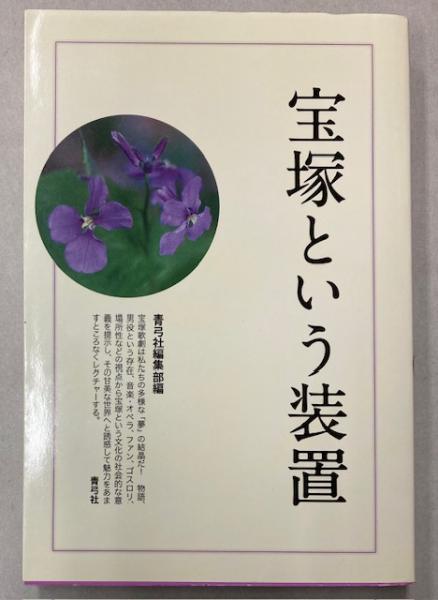 宝塚という装置
青弓社編集部編
宝塚歌劇は私たちの多様な「夢」の結晶だ! 物語、
男役という存在、音楽・オペラ、ファン、ゴスロリ、
場所性などの視点から宝塚という文化の社会的な意
義を提示し、その甘美な世界へと誘惑して魅力をあま
すところなくレクチャーする。
青弓社